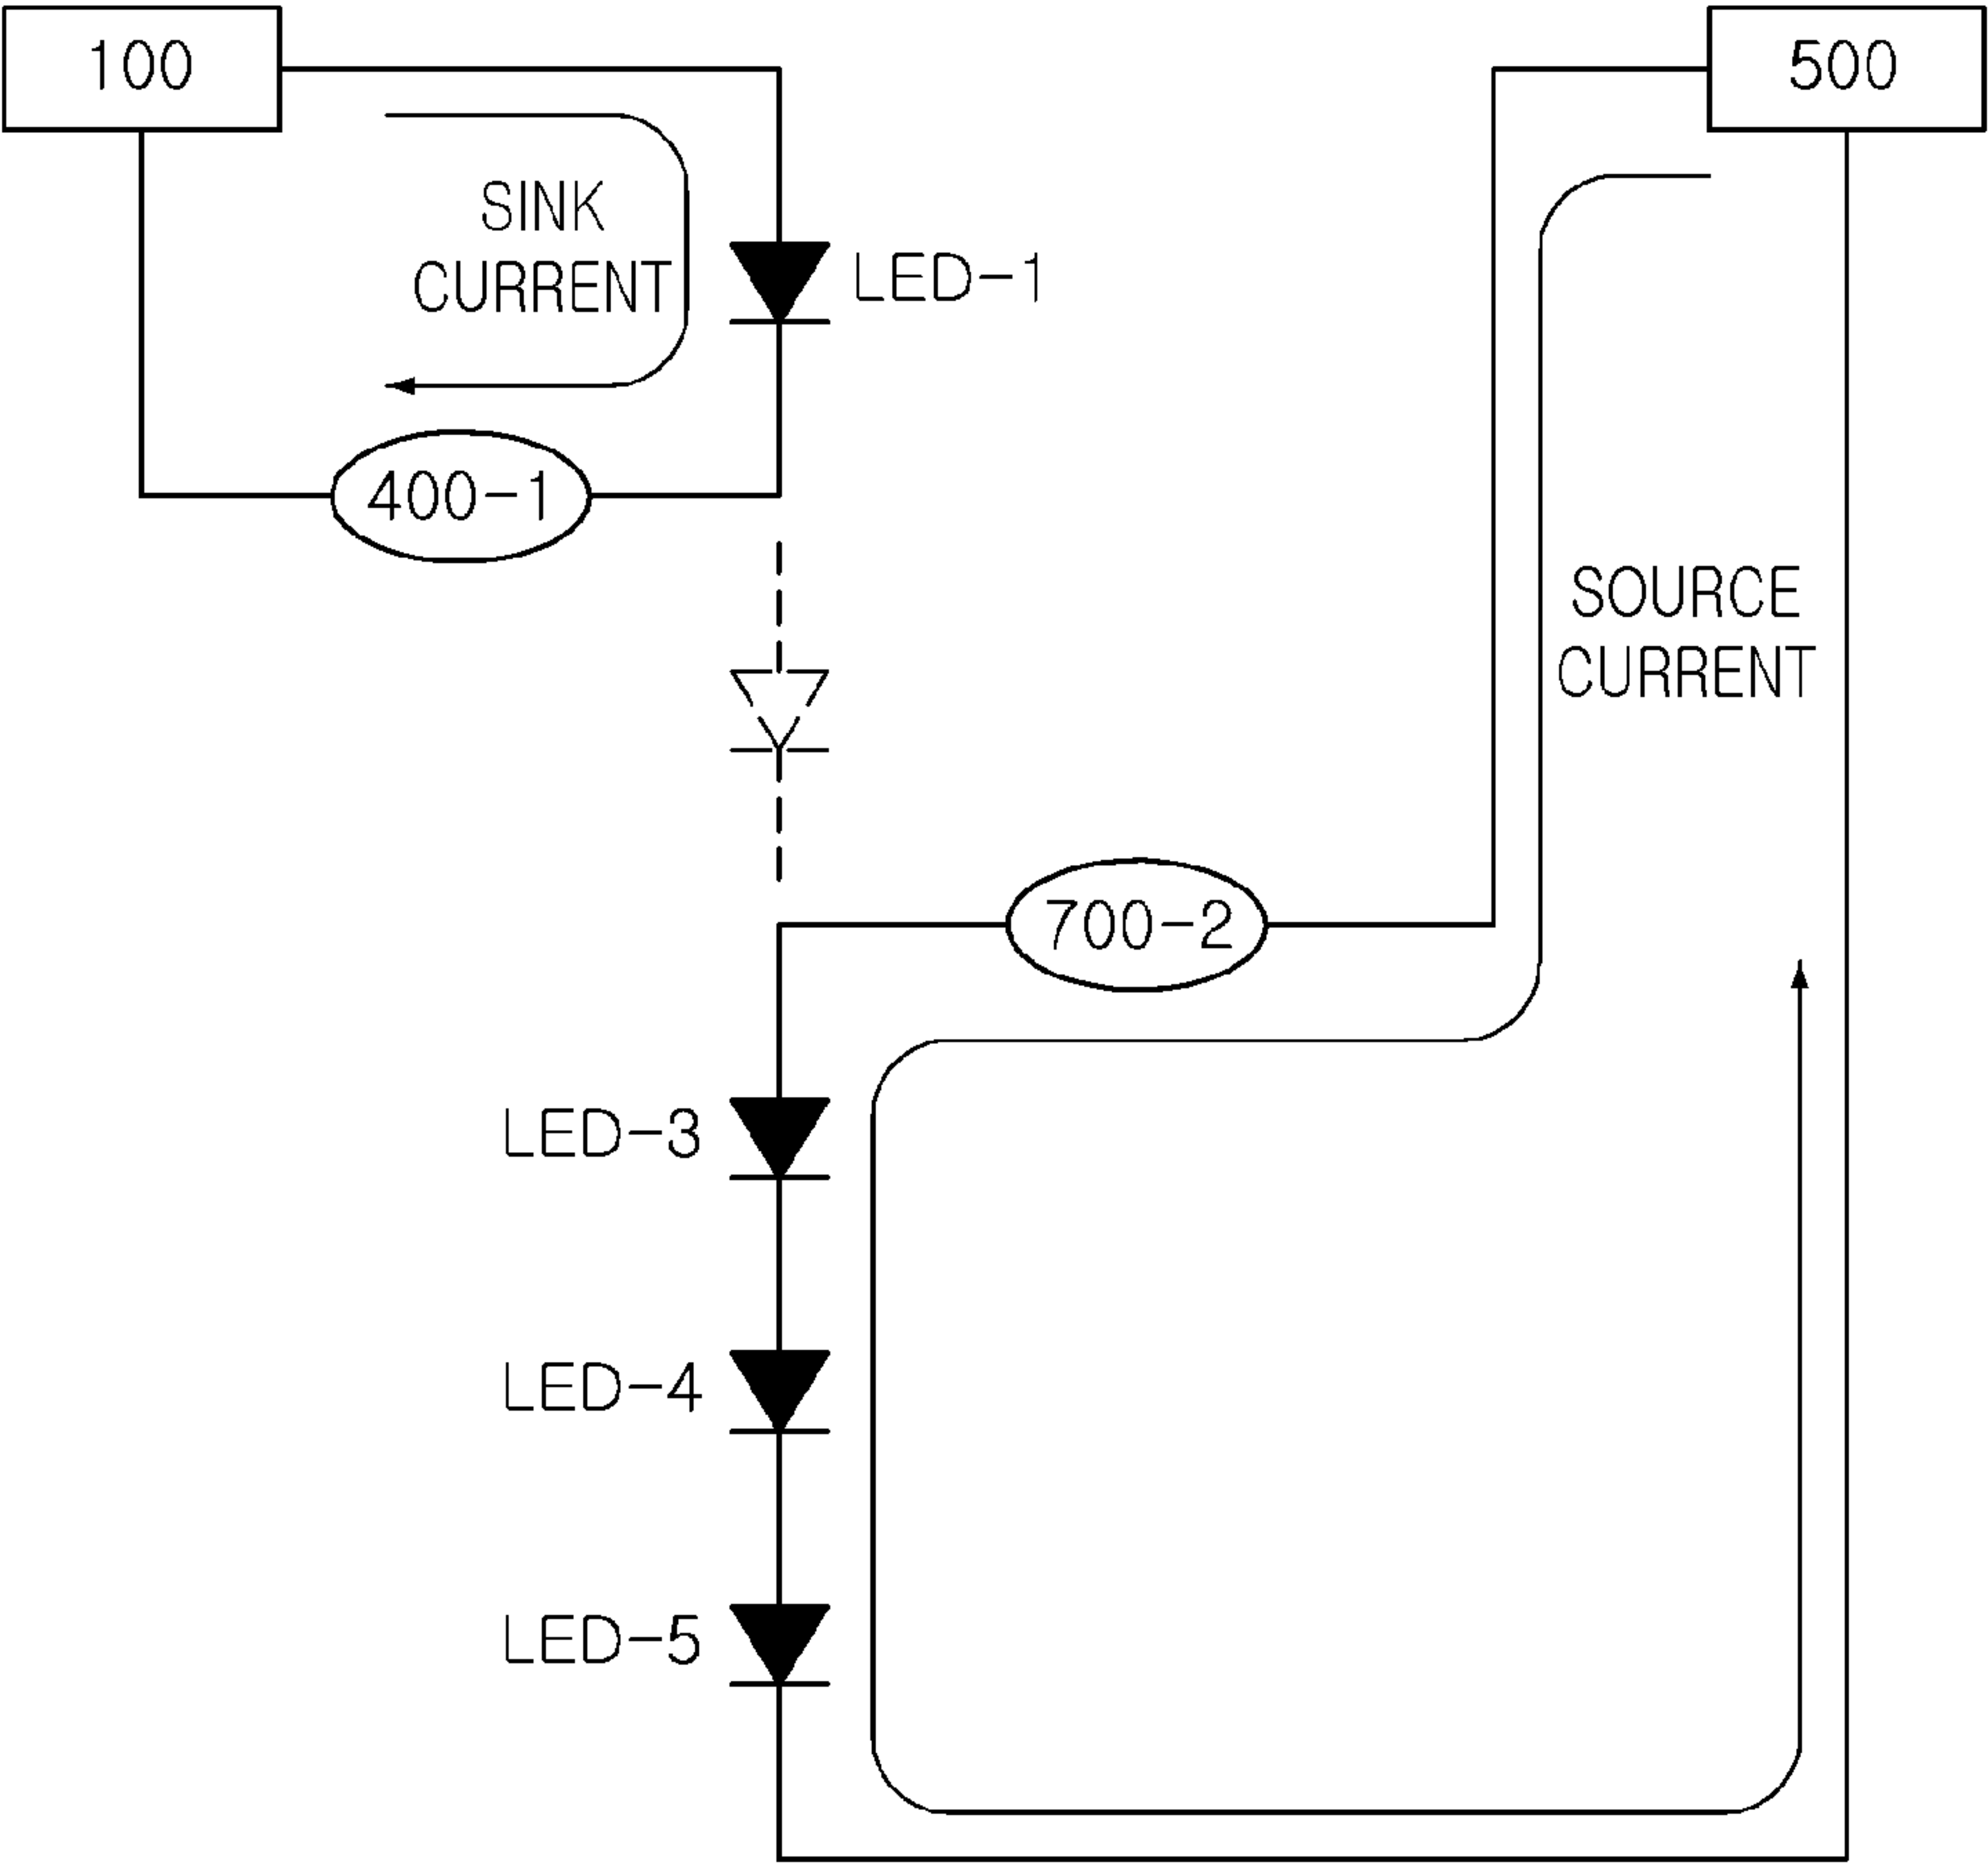 100
500
SINK
CURRENT
LED-1
400-1
SOURCE
CURRENT
700-2
LED-3
LED-4
LED-5